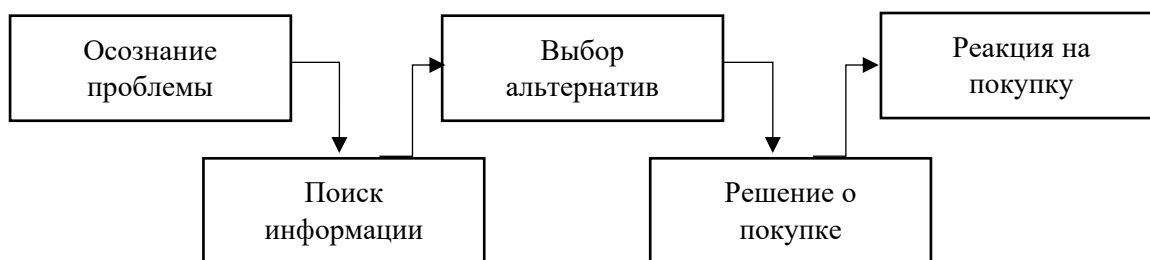 Осознание
проблемы
Поиск
информации
Выбор
альтернатив
Решение о
покупке
Реакция на
покупку